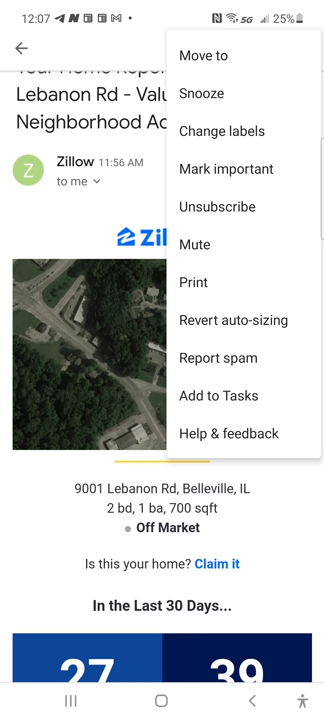 12:07
5G
25%
Your Home Repor
Lebanon Rd - Valu
Neighborhood Ac
Z
Zillow 11:56 AM
to me
Zil
Move to
Snooze
Change labels
Mark important
Unsubscribe
Mute
Print
Revert auto-sizing
Report spam
Add to Tasks
Help & feedback
9001 Lebanon Rd, Belleville, IL
2 bd, 1 ba, 700 sqft
Off Market
Is this your home? Claim it
In the Last 30 Days...
27 39